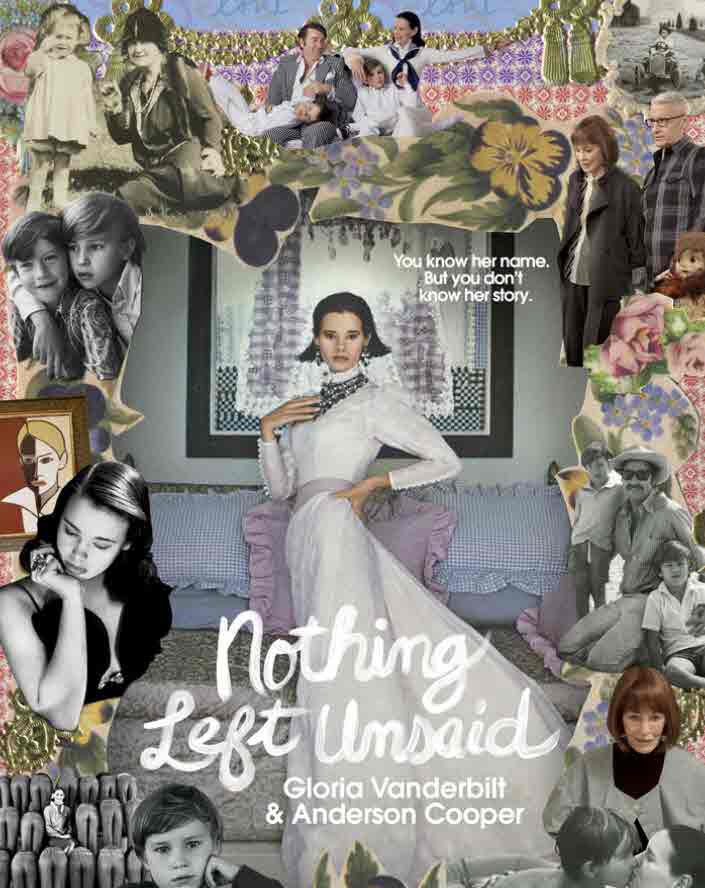 You know her name.
But you don't
know her story.
Nothing
Left Unsaid
Gloria Vanderbilt
& Anderson Cooper